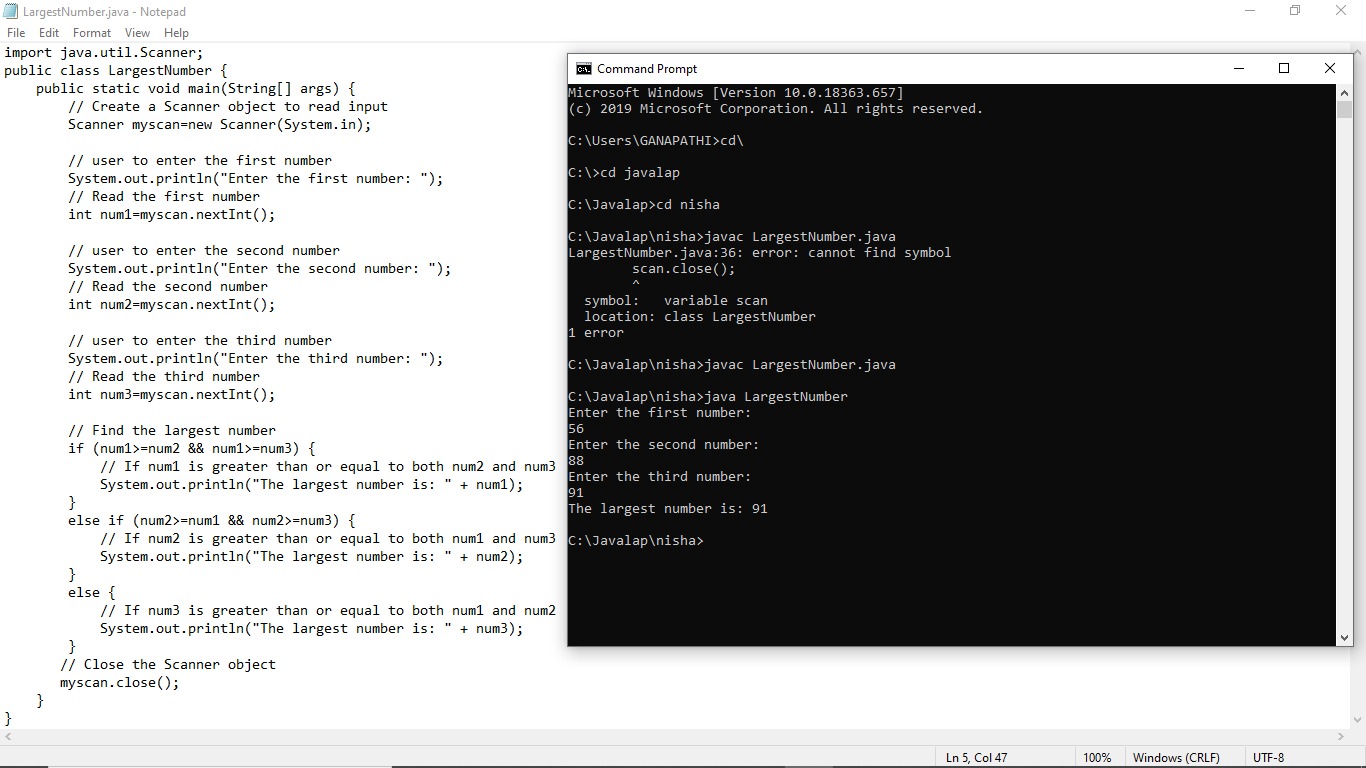 LargestNumber.java - Notepad
File Edit Format View Help
import java.util.Scanner;
public class LargestNumber {
    public static void main(String[] args) {
        // Create a Scanner object to read input
        Scanner myscan=new Scanner(System.in);

        // user to enter the first number
        System.out.println("Enter the first number: ");
        // Read the first number
        int num1=myscan.nextInt();

        // user to enter the second number
        System.out.println("Enter the second number: ");
        // Read the second number
        int num2=myscan.nextInt();

        // user to enter the third number
        System.out.println("Enter the third number: ");
        // Read the third number
        int num3=myscan.nextInt();

        // Find the largest number
        if (num1>=num2 && num1>=num3) {
            // If num1 is greater than or equal to both num2 and num3
            System.out.println("The largest number is: " + num1);
        }
        else if (num2>=num1 && num2>=num3) {
            // If num2 is greater than or equal to both num1 and num3
            System.out.println("The largest number is: " + num2);
        }
        else {
            // If num3 is greater than or equal to both num1 and num2
            System.out.println("The largest number is: " + num3);
        }
       // Close the Scanner object
       myscan.close();
    }
}
Command Prompt
Microsoft Windows [Version 10.0.18363.657]
(c) 2019 Microsoft Corporation. All rights reserved.

C:\Users\GANAPATHI>cd\

C:\>cd javalap

C:\Javalap>cd nisha

C:\Javalap\nisha>javac LargestNumber.java
LargestNumber.java:36: error: cannot find symbol
        scan.close();
        ^
  symbol:   variable scan
  location: class LargestNumber
1 error

C:\Javalap\nisha>javac LargestNumber.java

C:\Javalap\nisha>java LargestNumber
Enter the first number:
56
Enter the second number:
88
Enter the third number:
91
The largest number is: 91

C:\Javalap\nisha>
Ln 5, Col 47 100% Windows (CRLF) UTF-8